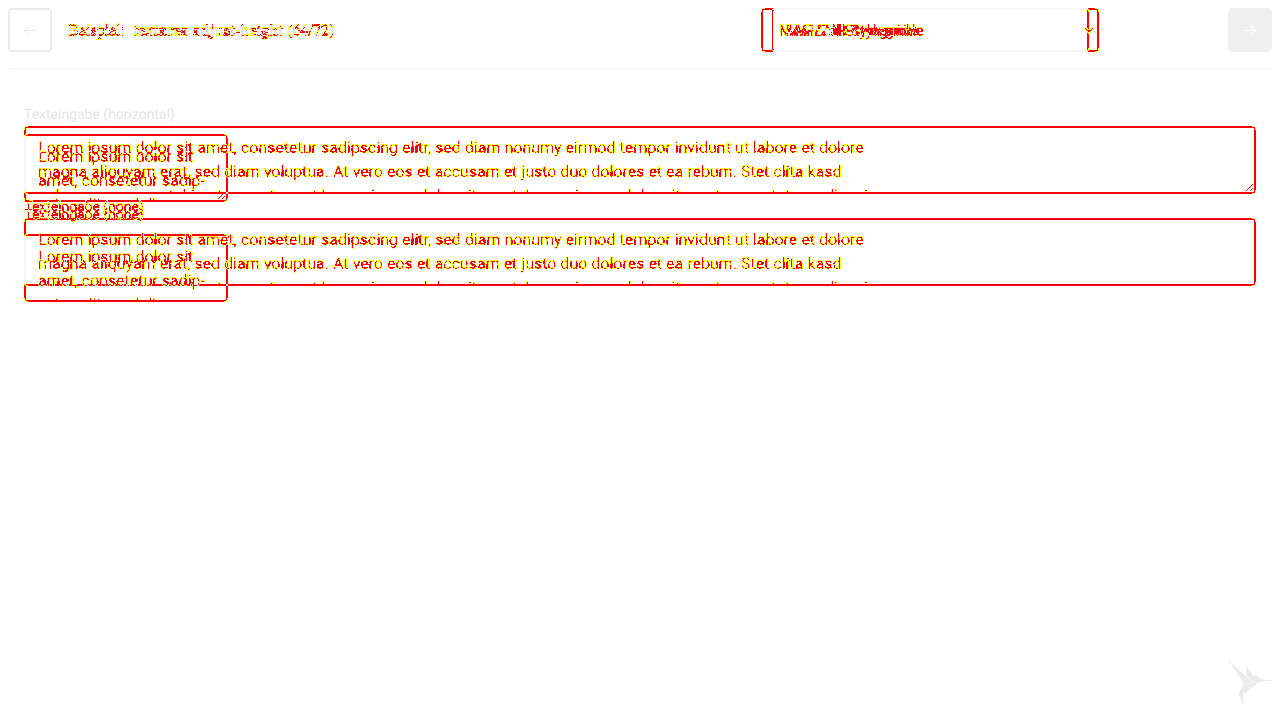 Beispiel: textarea adjust-height (64/72)
Texteingabe (horizontal)
Lorem ipsum dolor sit amet, consetetur sadipscing elitr, sed diam nonumy eirmod tempor invidunt ut labore et dolore
magna aliquyam erat, sed diam voluptua. At vero eos et accusam et justo duo dolores et ea rebum. Stet clita kasd
Lorem ipsum dolor sit
amet, consetetur sadip-
Texteingabe (none)
Texteingabe (none)
Lorem ipsum dolor sit amet, consetetur sadipscing elitr, sed diam nonumy eirmod tempor invidunt ut labore et dolore
magna aliquyam erat, sed diam voluptua. At vero eos et accusam et justo duo dolores et ea rebum. Stet clita kasd
Lorem ipsum dolor sit
amet, consetetur sadip-